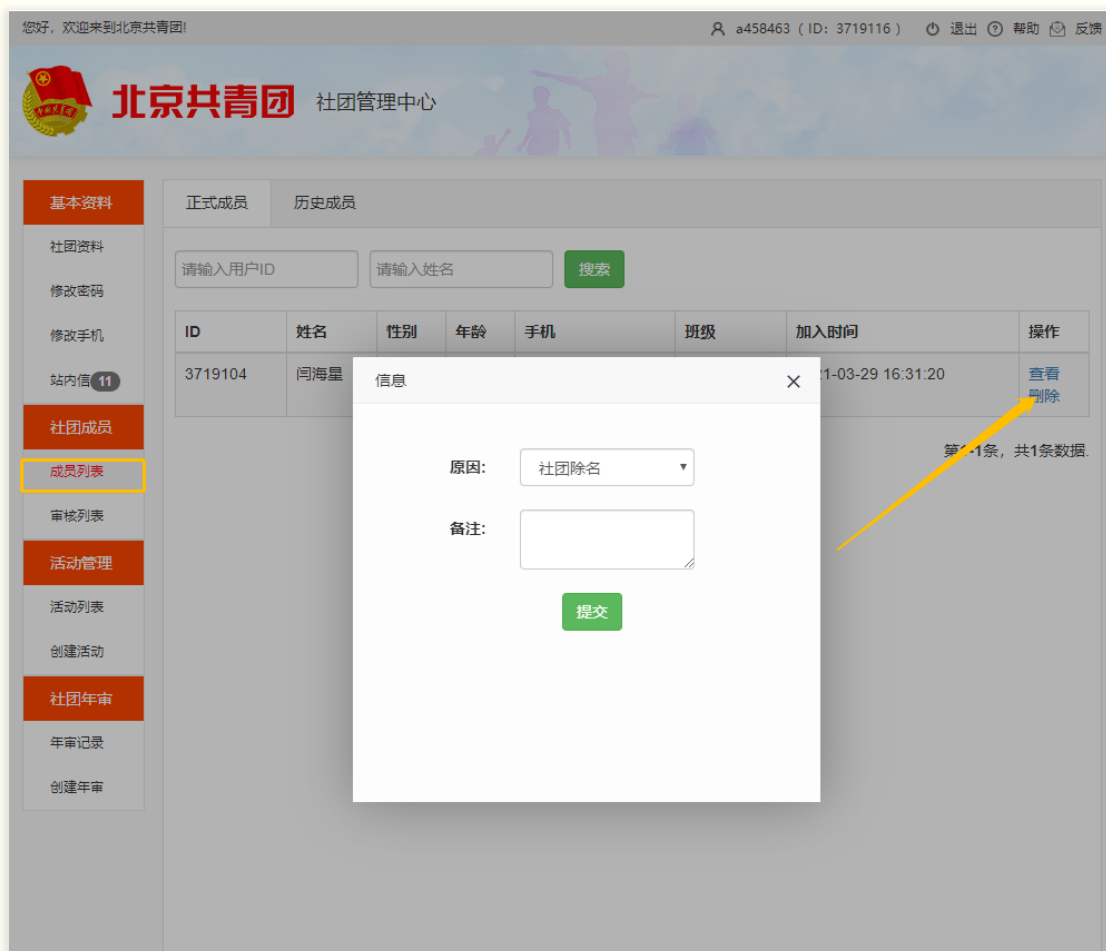 您好，欢迎来到北京共青团!
a458463 ( ID: 3719116 ) 退出 帮助 反馈
北京共青团 社团管理中心
基本资料
社团资料
修改密码
修改手机
站内信 11
社团成员
成员列表
审核列表
活动管理
活动列表
创建活动
社团年审
年审记录
创建年审
正式成员 历史成员
请输入用户ID 请输入姓名 搜索
ID 姓名 性别 年龄 手机 班级 加入时间 操作
3719104 闫海星 1-03-29 16:31:20 查看
删除
条，共1条数据.
信息
原因: 社团除名
备注:
提交